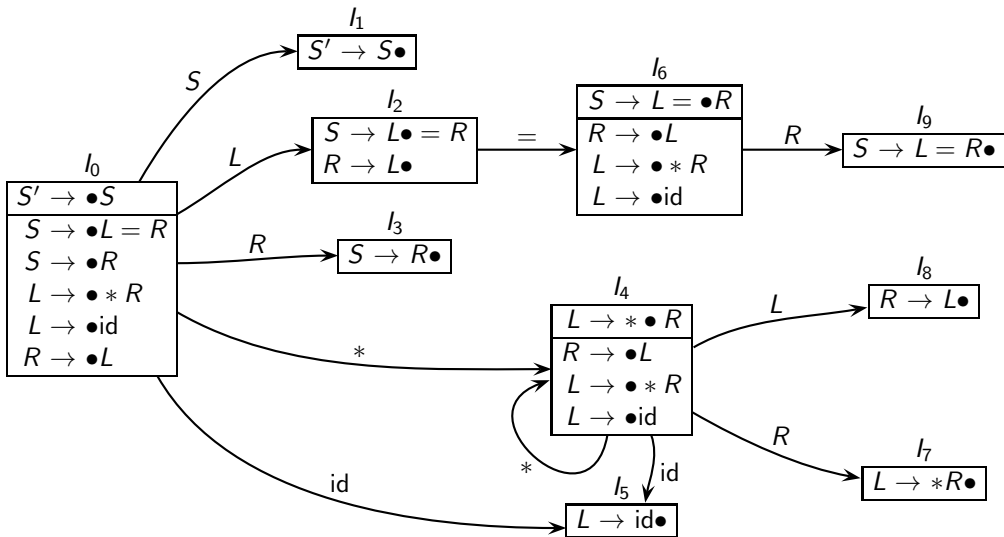 I₀
S′ → •S
S → •L = R
S → •R
L → • ∗ R
L → •id
R → •L
S
I₁
S′ → S•
L
I₂
S → L• = R
R → L•
=
I₆
S → L = •R
R → •L
L → • ∗ R
L → •id
R
I₉
S → L = R•
R
I₃
S → R•
∗
I₄
L → ∗ • R
R → •L
L → • ∗ R
L → •id
∗
L
I₈
R → L•
R
I₇
L → ∗R•
id
id
I₅
L → id•